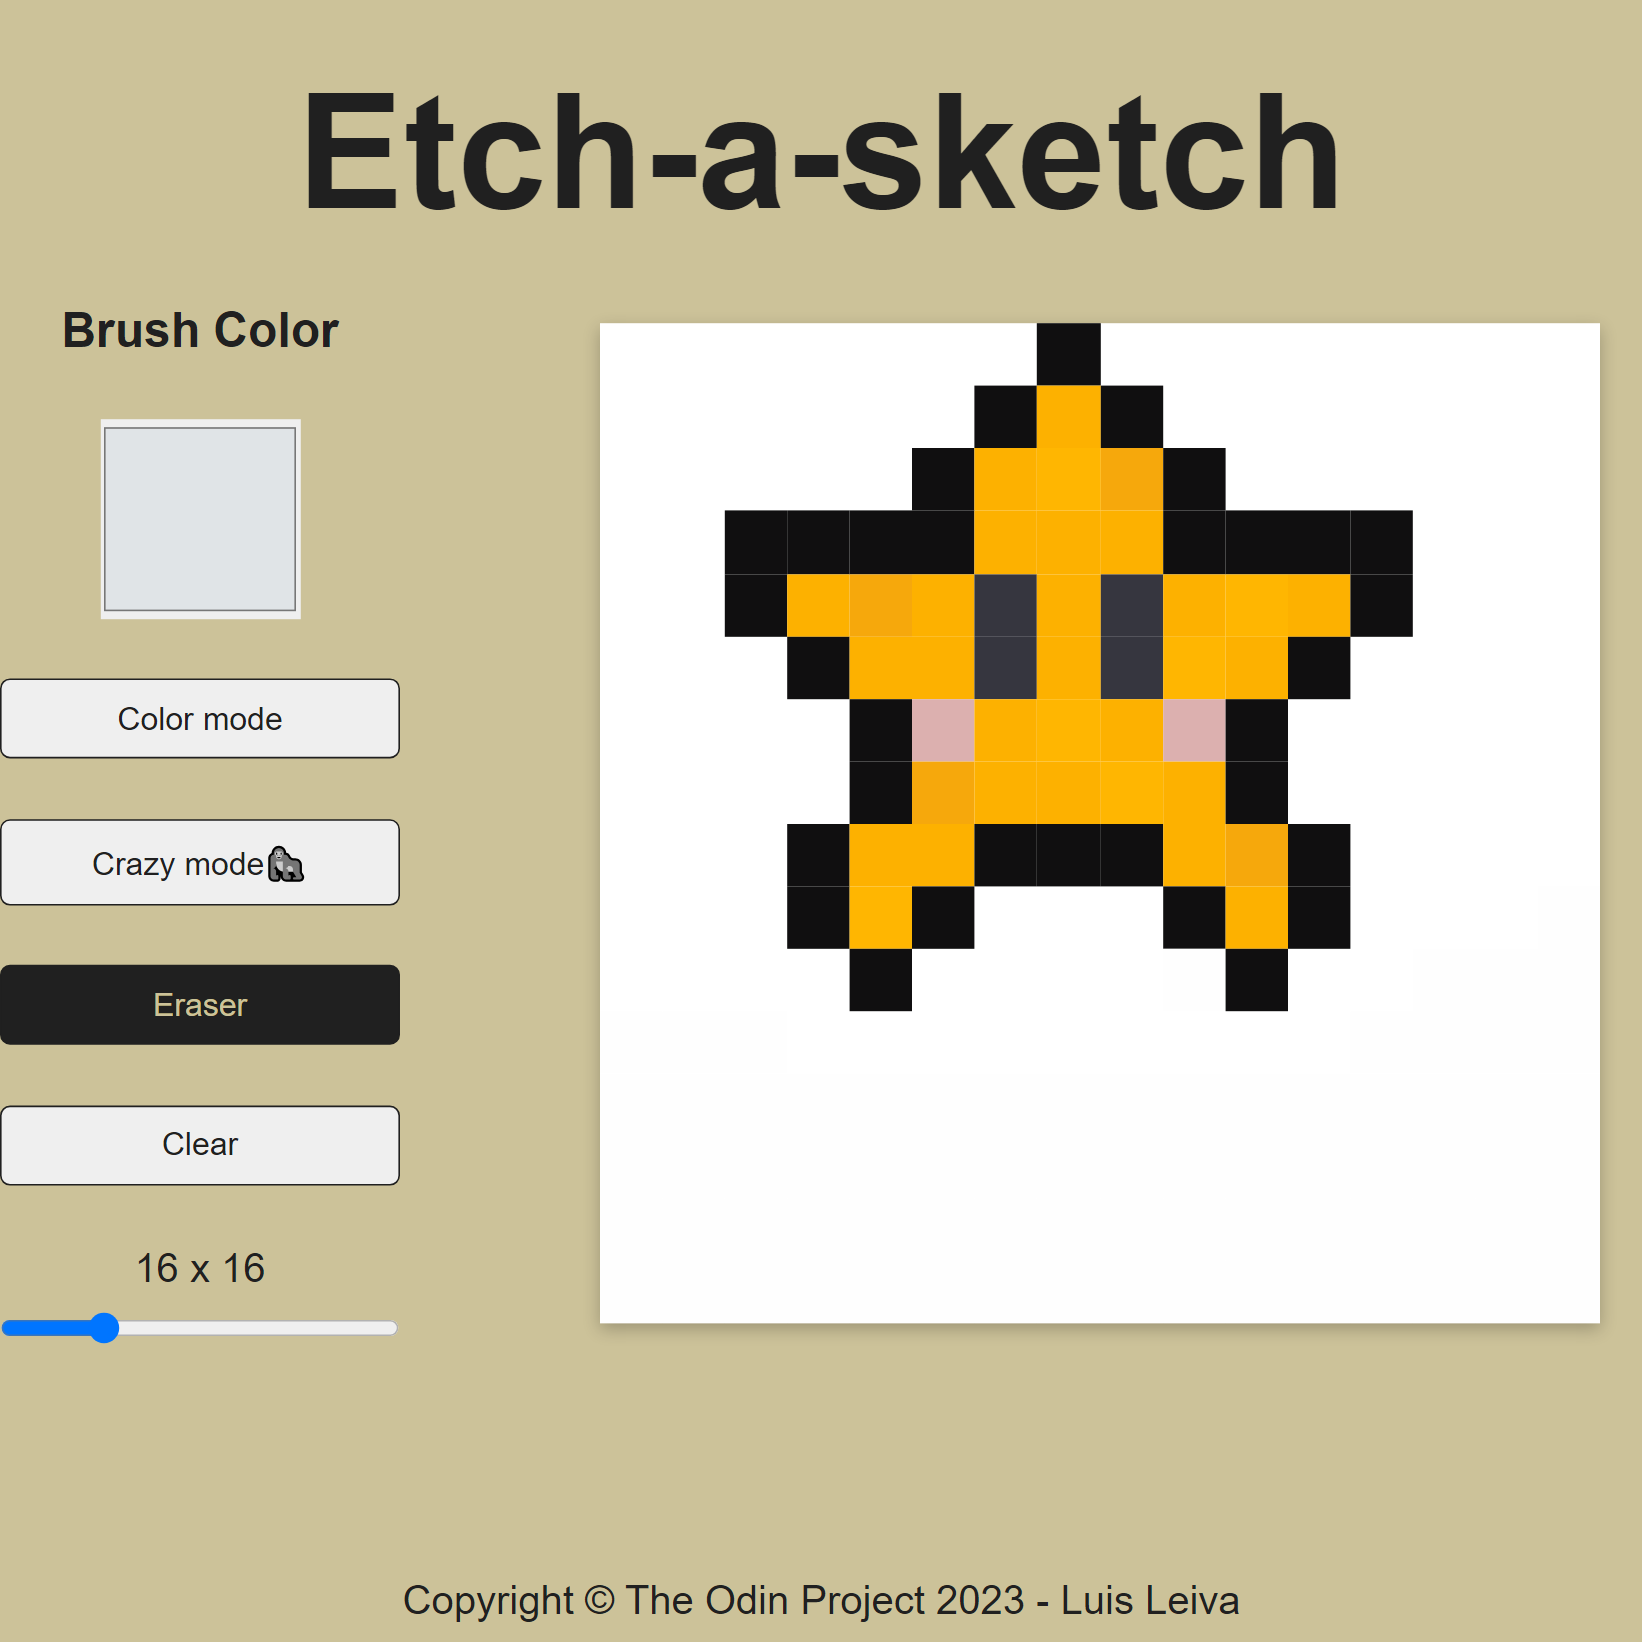 Etch-a-sketch
Brush Color
Color mode
Crazy mode🦍
Eraser
Clear
16 x 16
Copyright © The Odin Project 2023 - Luis Leiva